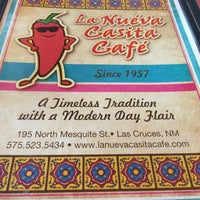 La Nueva
Casita
Café
Since 1957
A Timeless Tradition
with a Modern Day Flair
195 North Mesquite St. • Las Cruces, NM
575.523.5434 • www.lanuevacasitacafe.com